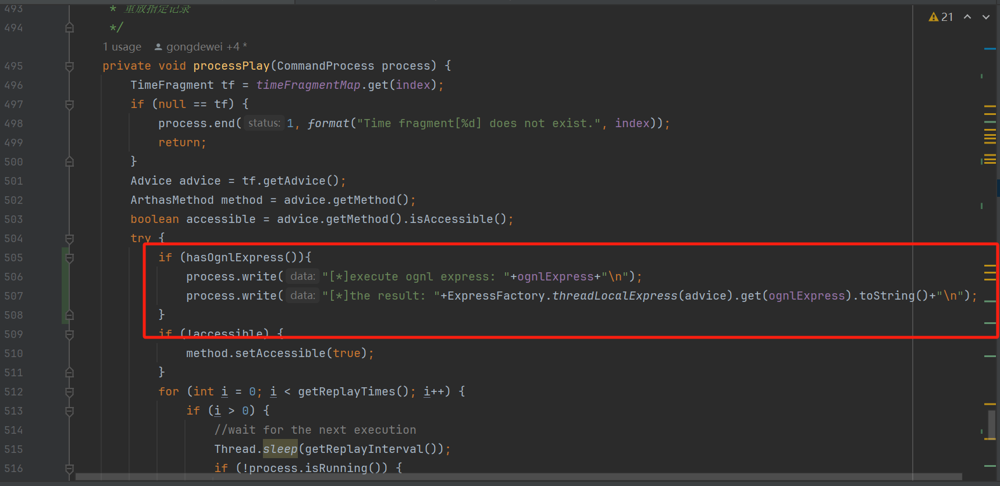 493 * 重放指定记录
494 */
1 usage gongdewei +4 *
21
495 private void processPlay(CommandProcess process) {
496 TimeFragment tf = timeFragmentMap.get(index);
497 if (null == tf) {
498 process.end( status: 1, format("Time fragment[%d] does not exist.", index));
499 return;
500 }
501 Advice advice = tf.getAdvice();
502 ArthasMethod method = advice.getMethod();
503 boolean accessible = advice.getMethod().isAccessible();
504 try {
505 if (hasOgnlExpress()){
506 process.write( data: "[*]execute ognl express: "+ognlExpress+"\n");
507 process.write( data: "[*]the result: "+ExpressFactory.threadLocalExpress(advice).get(ognlExpress).toString()+"\n");
508 }
509 if (!accessible) {
510 method.setAccessible(true);
511 }
512 for (int i = 0; i < getReplayTimes(); i++) {
513 if (i > 0) {
514 //wait for the next execution
515 Thread.sleep(getReplayInterval());
516 if (!process.isRunning()) {